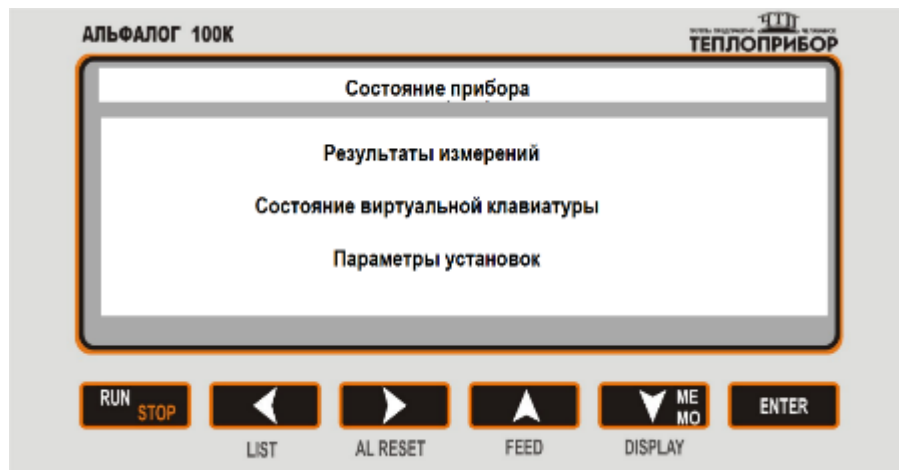 АЛЬФАЛОГ 100К
ТЕПЛОПРИБОР
Состояние прибора
Результаты измерений
Состояние виртуальной клавиатуры
Параметры установок
RUN STOP
ME
MO
ENTER
LIST
AL RESET
FEED
DISPLAY